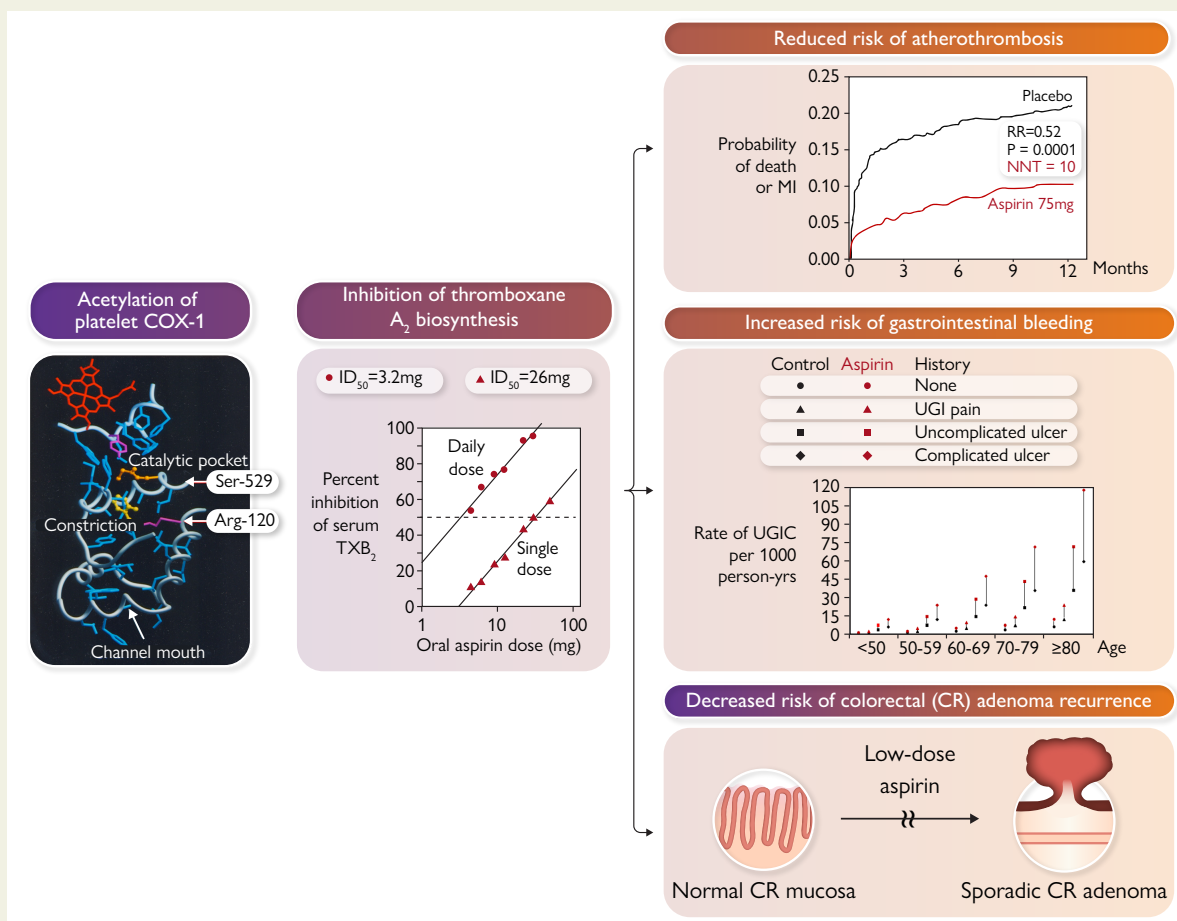 Acetylation of
platelet COX-1
Catalytic pocket
Ser-529
Constriction
Arg-120
Channel mouth
Inhibition of thromboxane
A₂ biosynthesis
ID₅₀=3.2mg
ID₅₀=26mg
Percent
inhibition
of serum
TXB₂
100
80
60
40
20
0
Daily
dose
Single
dose
1
10
100
Oral aspirin dose (mg)
Reduced risk of atherothrombosis
Probability
of death
or MI
0.25
0.20
0.15
0.10
0.05
0.00
Placebo
RR=0.52
P = 0.0001
NNT = 10
Aspirin 75mg
0 3 6 9 12 Months
Increased risk of gastrointestinal bleeding
Control Aspirin History
None
UGI pain
Uncomplicated ulcer
Complicated ulcer
Rate of UGIC
per 1000
person-yrs
120
105
90
75
60
45
30
15
0
<50 50-59 60-69 70-79 ≥80 Age
Decreased risk of colorectal (CR) adenoma recurrence
Low-dose
aspirin
Normal CR mucosa
Sporadic CR adenoma